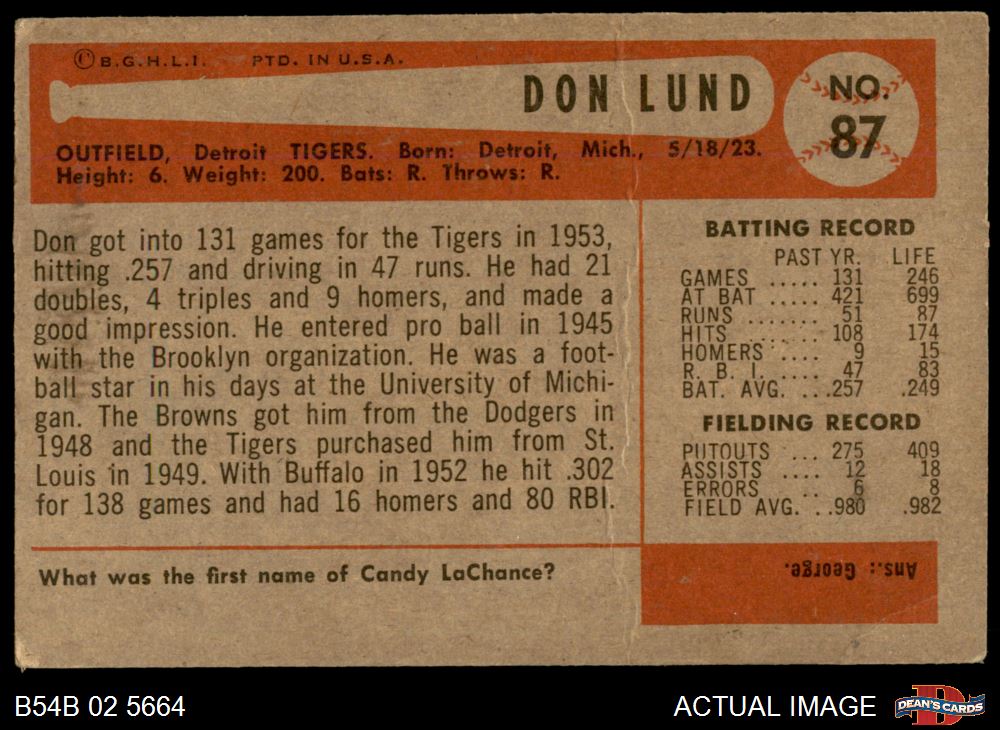 © B.G.H.L.I. PTD. IN U.S.A.
DON LUND
NO.
87
OUTFIELD, Detroit TIGERS. Born: Detroit, Mich., 5/18/23.
Height: 6. Weight: 200. Bats: R. Throws: R.
Don got into 131 games for the Tigers in 1953,
hitting .257 and driving in 47 runs. He had 21
doubles, 4 triples and 9 homers, and made a
good impression. He entered pro ball in 1945
with the Brooklyn organization. He was a foot-
ball star in his days at the University of Michi-
gan. The Browns got him from the Dodgers in
1948 and the Tigers purchased him from St.
Louis in 1949. With Buffalo in 1952 he hit .302
for 138 games and had 16 homers and 80 RBI.
BATTING RECORD
PAST YR. LIFE
GAMES ..... 131 246
AT BAT ..... 421 699
RUNS ....... 51 87
HITS ....... 108 174
HOMERS .... 9 15
R. B. I. .... 47 83
BAT. AVG. ...257 .249
FIELDING RECORD
PUTOUTS ... 275 409
ASSISTS .... 12 18
ERRORS .. 6 8
FIELD AVG. ..980 .982
What was the first name of Candy LaChance?
Ans.: George.
B54B 02 5664
ACTUAL IMAGE
D
DEAN'S CARDS